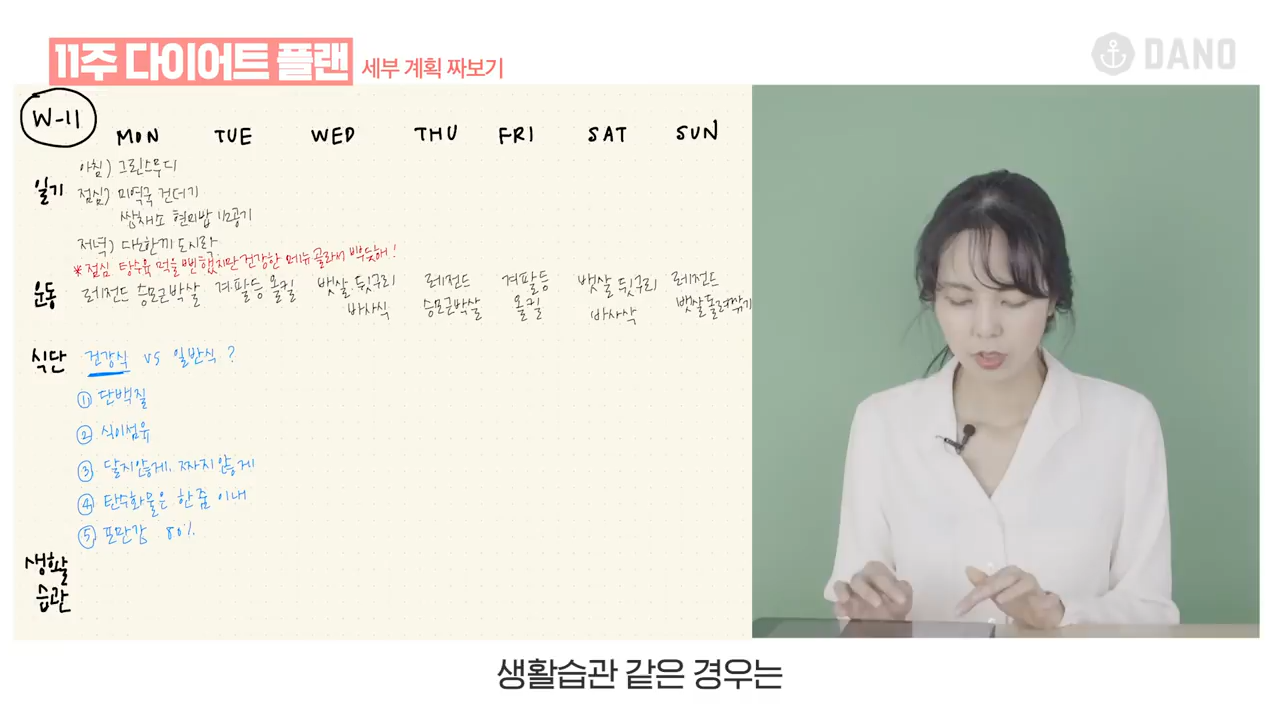 11주 다이어트 플랜 세부 계획 짜보기
DANO
W-11
MON TUE WED THU FRI SAT SUN
일기
아침) 그린스무디
점심) 미역국 건더기
쌈채소 현미밥 1/2공기
저녁) 다노한끼 도시락
*점심 탕수육 먹을 뻔 했지만 건강한 메뉴 골라서 뿌듯해!
운동
레전드 승모근박살 겨팔등 올킬 뱃살.뒷구리 레전드 겨팔등 뱃살 뒷구리 레전드
바사삭 승모근박살 올킬 바사삭 뱃살돌려깎기
식단
건강식 vs 일반식?
① 단백질
② 식이섬유
③ 달지않게, 짜지 않게
④ 탄수화물은 한 줌 이내
⑤ 포만감 80%
생활
습관
생활습관 같은 경우는